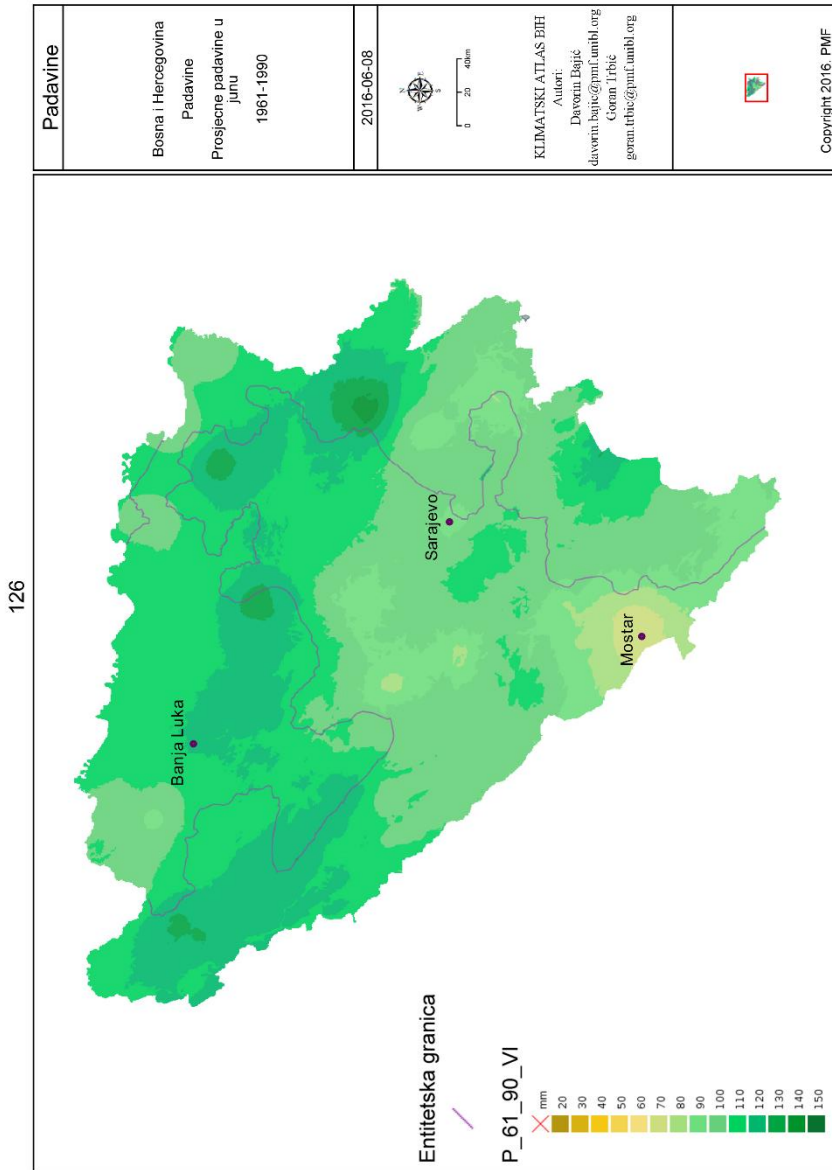 126
Padavine
Bosna i Hercegovina
Padavine
Prosjecne padavine u
junu
1961-1990
2016-06-08
N
W E
S
0 20 40km
KLIMATSKI ATLAS BIH
Autori:
Davorin Bajić
davorin.bajic@pmf.unibl.org
Goran Trbić
goran.trbic@pmf.unibl.org
Copyright 2016. PMF
Banja Luka
Sarajevo
Mostar
Entitetska granica
P_61_90_VI
mm
20
30
40
50
60
70
80
90
100
110
120
130
140
150